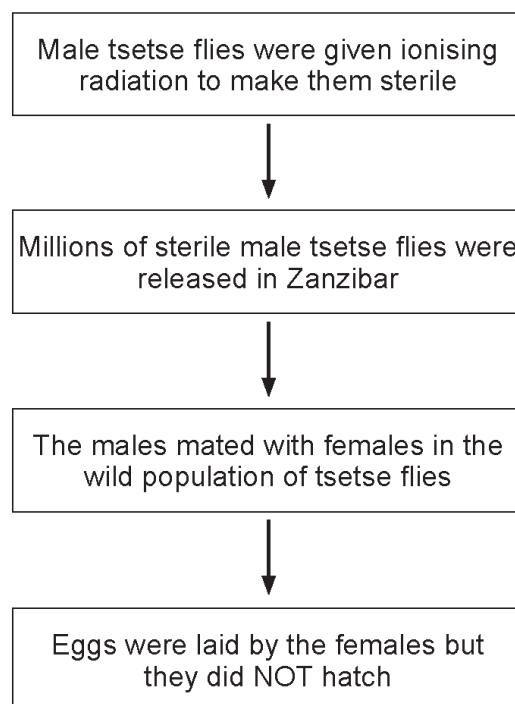 Male tsetse flies were given ionising
radiation to make them sterile
Millions of sterile male tsetse flies were
released in Zanzibar
The males mated with females in the
wild population of tsetse flies
Eggs were laid by the females but
they did NOT hatch